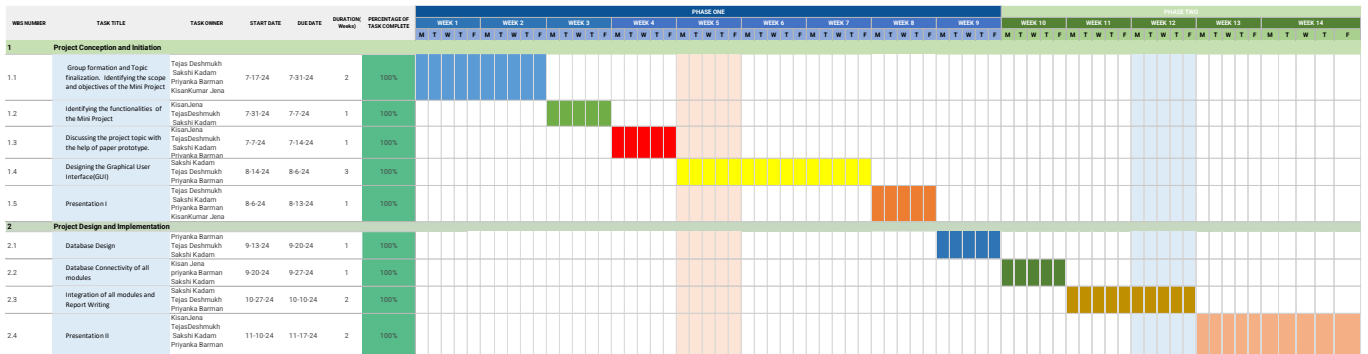 PHASE ONE PHASE TWO
WBS NUMBER TASK TITLE TASK OWNER START DATE DUE DATE DURATION( Weeks) PERCENTAGE OF TASK COMPLETE WEEK 1 WEEK 2 WEEK 3 WEEK 4 WEEK 5 WEEK 6 WEEK 7 WEEK 8 WEEK 9 WEEK 10 WEEK 11 WEEK 12 WEEK 13 WEEK 14
M T W T F M T W T F M T W T F M T W T F M T W T F M T W T F M T W T F M T W T F M T W T F M T W T F M T W T F M T W T F M T W T F M T W T F
1 Project Conception and Initiation
1.1 Group formation and Topic finalization. Identifying the scope and objectives of the Mini Project Tejas Deshmukh Sakshi Kadam Priyanka Barman KisanKumar Jena 7-17-24 7-31-24 2 100%
1.2 Identifying the functionalities of the Mini Project KisanJena TejasDeshmukh Sakshi Kadam 7-31-24 7-7-24 1 100%
1.3 Discussing the project topic with the help of paper prototype. KisanJena TejasDeshmukh Sakshi Kadam Priyanka Barman 7-7-24 7-14-24 1 100%
1.4 Designing the Graphical User Interface(GUI) Sakshi Kadam Priyanka Barman 8-14-24 8-6-24 3 100%
1.5 Presentation I Tejas Deshmukh Sakshi Kadam Priyanka Barman KisanKumar Jena 8-6-24 8-13-24 1 100%
2 Project Design and Implementation
2.1 Database Design Priyanka Barman Tejas Deshmukh Sakshi Kadam 9-13-24 9-20-24 1 100%
2.2 Database Connectivity of all modules Kisan Jena priyanka Barman Sakshi Kadam 9-20-24 9-27-24 1 100%
2.3 Integration of all modules and Report Writing Sakshi Kadam Tejas Deshmukh Priyanka Barman 10-27-24 10-10-24 2 100%
2.4 Presentation II KisanJena TejasDeshmukh Sakshi Kadam Priyanka Barman 11-10-24 11-17-24 2 100%